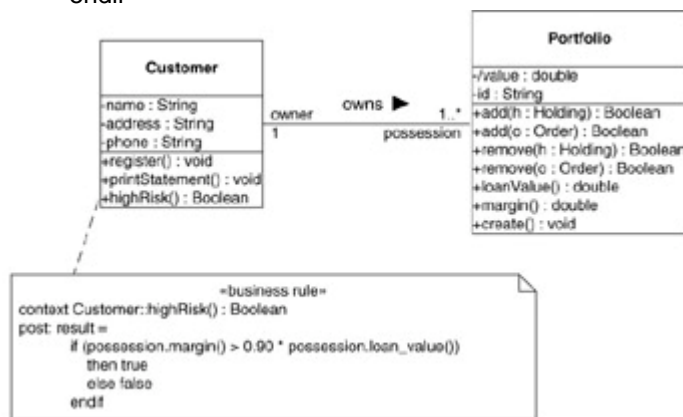 endif
Customer
-name : String
-address : String
-phone : String
+register() : void
+printStatement() : void
+highRisk() : Boolean
owner
1
owns ▶
1..*
possession
Portfolio
-/value : double
-id : String
+add(h : Holding) : Boolean
+add(o : Order) : Boolean
+remove(h : Holding) : Boolean
+remove(o : Order) : Boolean
+loanValue() : double
+margin() : double
+create() : void
«business rule»
context Customer::highRisk() : Boolean
post: result =
if (possession.margin() > 0.90 * possession.loan_value())
then true
else false
endif